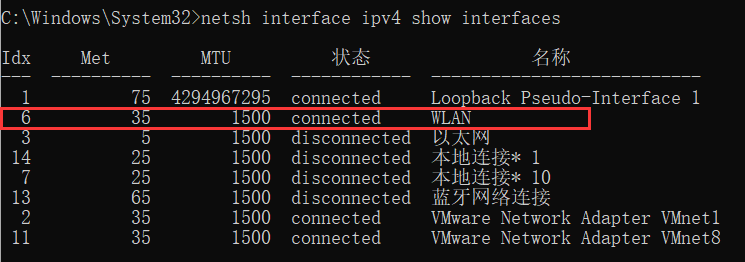 C:\Windows\System32>netsh interface ipv4 show interfaces
Idx     Met         MTU          状态                名称
---  ----------  ----------  ------------  ---------------------------
  1          75  4294967295  connected     Loopback Pseudo-Interface 1
  6          35        1500  connected     WLAN
  3           5        1500  disconnected  以太网
 14          25        1500  disconnected  本地连接* 1
  7          25        1500  disconnected  本地连接* 10
 13          65        1500  disconnected  蓝牙网络连接
  2          35        1500  connected     VMware Network Adapter VMnet1
 11          35        1500  connected     VMware Network Adapter VMnet8